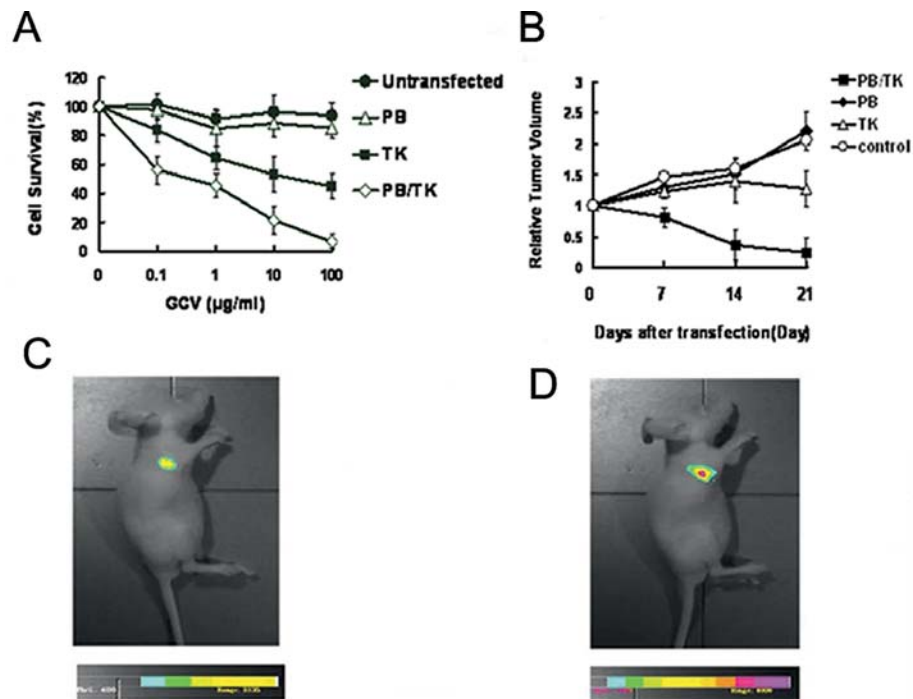 A
B
120
100
80
60
40
20
0
Cell Survival(%)
0
0.1
1
10
100
GCV (µg/ml)
Untransfected
PB
TK
PB/TK
3
2.5
2
1.5
1
0.5
0
Relative Tumor Volume
0
7
14
21
Days after transfection(Day)
PB/TK
PB
TK
control
C
D